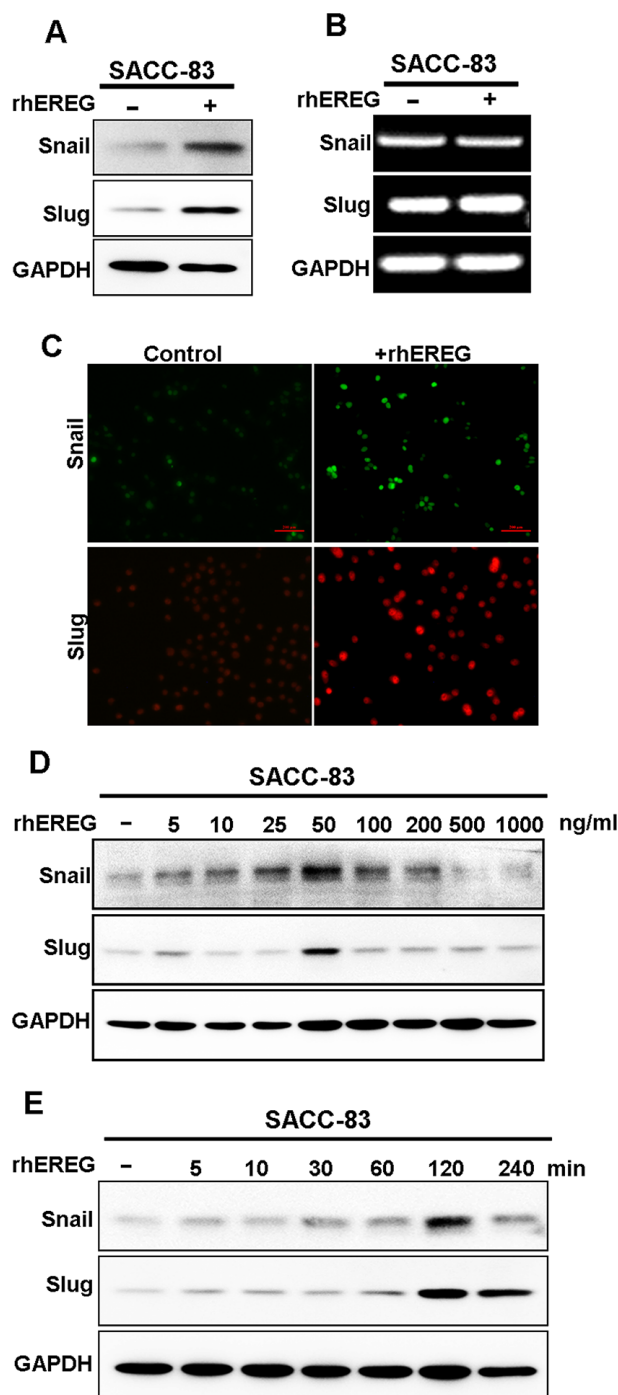 A
SACC-83
rhEREG – +
Snail
Slug
GAPDH
B
SACC-83
rhEREG – +
Snail
Slug
GAPDH
C
Control +rhEREG
Snail
Slug
D
SACC-83
rhEREG – 5 10 25 50 100 200 500 1000 ng/ml
Snail
Slug
GAPDH
E
SACC-83
rhEREG – 5 10 30 60 120 240 min
Snail
Slug
GAPDH